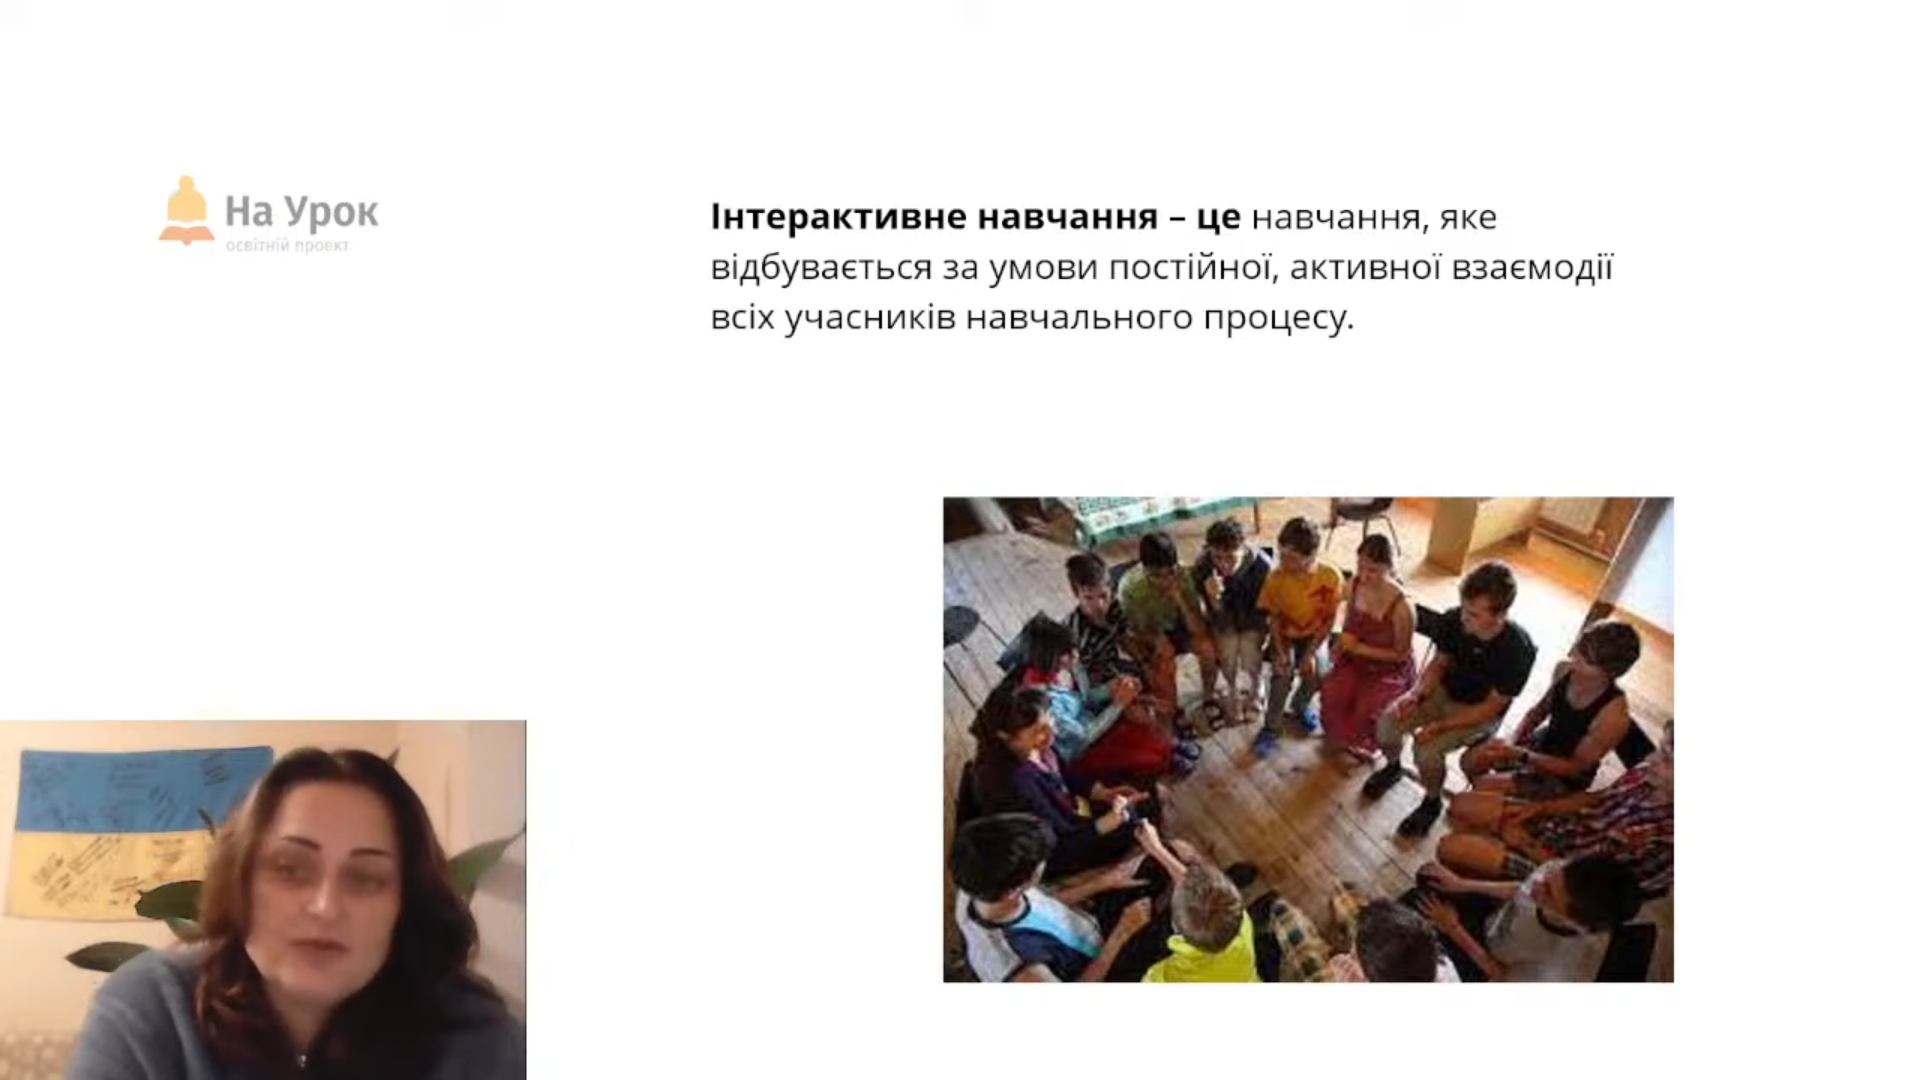 На Урок
освітній проект
Інтерактивне навчання – це навчання, яке
відбувається за умови постійної, активної взаємодії
всіх учасників навчального процесу.